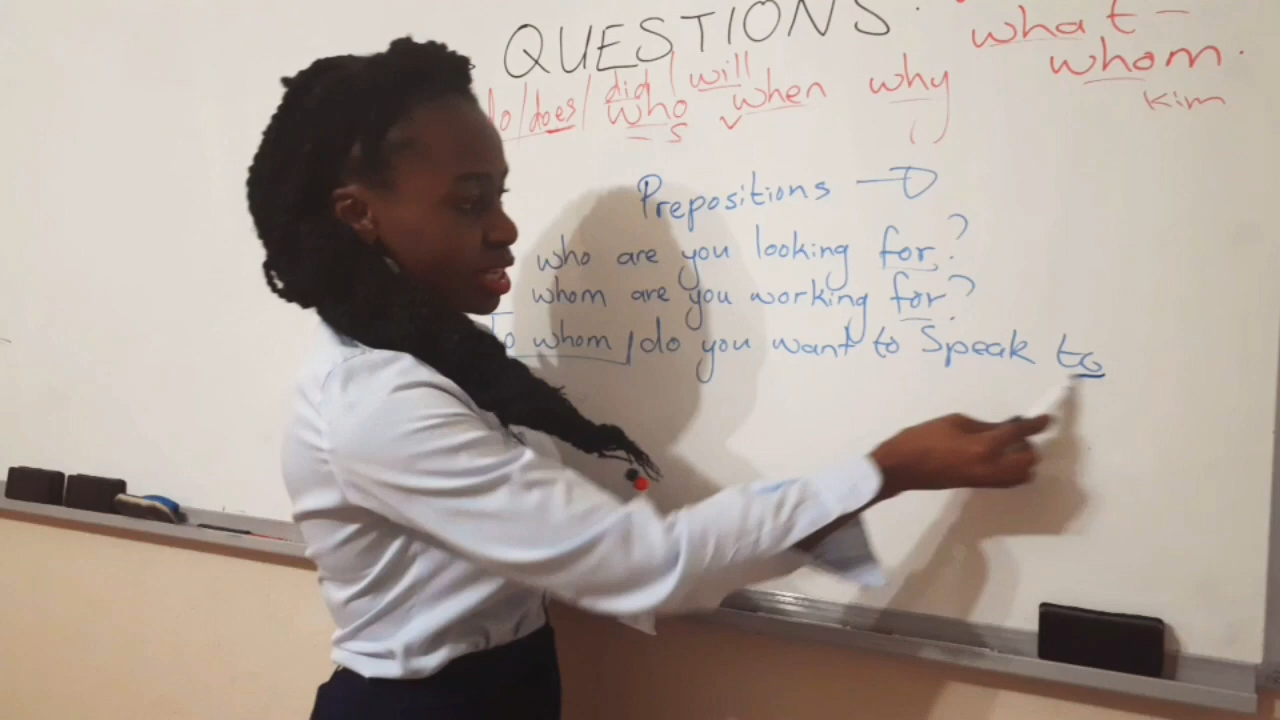 QUESTIONS.
what -
whom.
kim
do/does/did/will
who when why
- s v ()
Prepositions
who are you looking for?
whom are you working for?
To whom/do you want to speak to